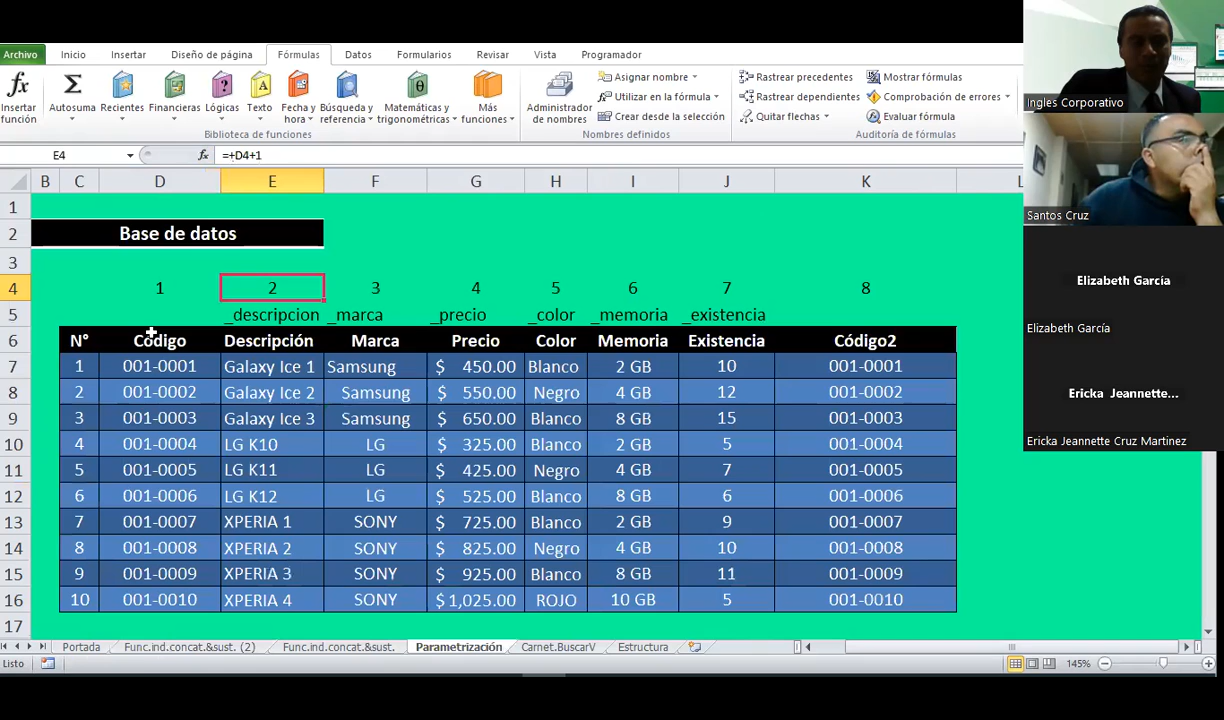 Archivo Inicio Insertar Diseño de página Fórmulas Datos Formularios Revisar Vista Programador
Insertar función
Autosuma
Recientes
Financieras
Lógicas
Texto
Fecha y hora
Búsqueda y referencia
Matemáticas y trigonométricas
Más funciones
Biblioteca de funciones
Administrador de nombres
Asignar nombre
Utilizar en la fórmula
Crear desde la selección
Nombres definidos
Rastrear precedentes
Rastrear dependientes
Quitar flechas
Mostrar fórmulas
Comprobación de errores
Evaluar fórmula
Auditoría de fórmulas
E4 fx =+D4+1
B C D E F G H I J K L
1
2 Base de datos
3
4 1 2 3 4 5 6 7 8
5 _descripcion _marca _precio _color _memoria _existencia
6 N° Código Descripción Marca Precio Color Memoria Existencia Código2
7 1 001-0001 Galaxy Ice 1 Samsung $ 450.00 Blanco 2 GB 10 001-0001
8 2 001-0002 Galaxy Ice 2 Samsung $ 550.00 Negro 4 GB 12 001-0002
9 3 001-0003 Galaxy Ice 3 Samsung $ 650.00 Blanco 8 GB 15 001-0003
10 4 001-0004 LG K10 LG $ 325.00 Blanco 2 GB 5 001-0004
11 5 001-0005 LG K11 LG $ 425.00 Negro 4 GB 7 001-0005
12 6 001-0006 LG K12 LG $ 525.00 Blanco 8 GB 6 001-0006
13 7 001-0007 XPERIA 1 SONY $ 725.00 Blanco 2 GB 9 001-0007
14 8 001-0008 XPERIA 2 SONY $ 825.00 Negro 4 GB 10 001-0008
15 9 001-0009 XPERIA 3 SONY $ 925.00 Blanco 8 GB 11 001-0009
16 10 001-0010 XPERIA 4 SONY $ 1,025.00 ROJO 10 GB 5 001-0010
17
Portada Func.ind.concat.&sust. (2) Func.ind.concat.&sust. Parametrización Carnet.BuscarV Estructura
Listo 145%
Ingles Corporativo
Santos Cruz
Elizabeth García
Elizabeth García
Ericka Jeannette...
Ericka Jeannette Cruz Martinez